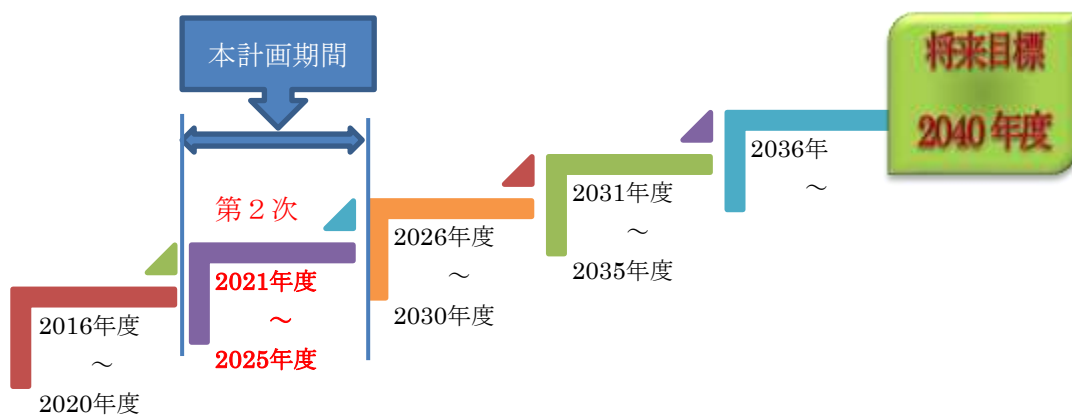 本計画期間
将来目標
2040年度
第２次
2016年度
～
2020年度
2021年度
～
2025年度
2026年度
～
2030年度
2031年度
～
2035年度
2036年
～